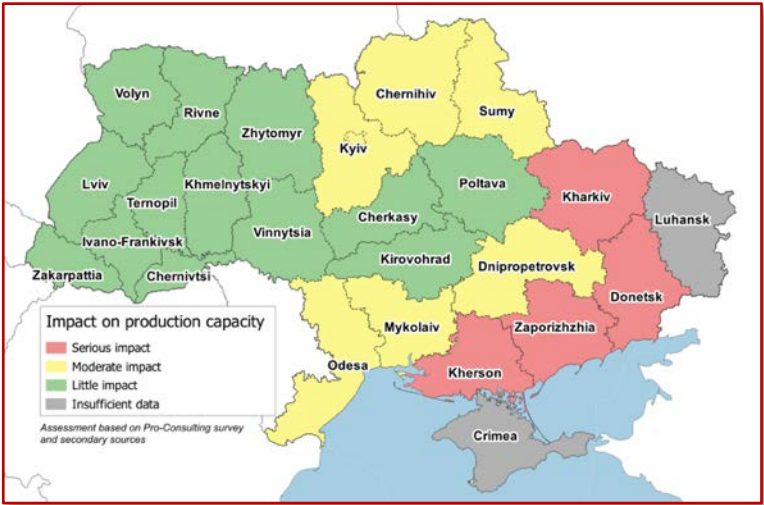 Chernihiv
Volyn
Sumy
Rivne
Zhytomyr
Kyiv
Lviv
Khmelnytskyi
Poltava
Kharkiv
Ternopil
Cherkasy
Luhansk
Vinnytsia
Ivano-Frankivsk
Kirovohrad
Dnipropetrovsk
Zakarpattia
Chernivtsi
Donetsk
Impact on production capacity
Serious impact
Moderate impact
Little impact
Insufficient data
Mykolaiv
Zaporizhzhia
Odesa
Kherson
Assessment based on Pro-Consulting survey
and secondary sources
Crimea